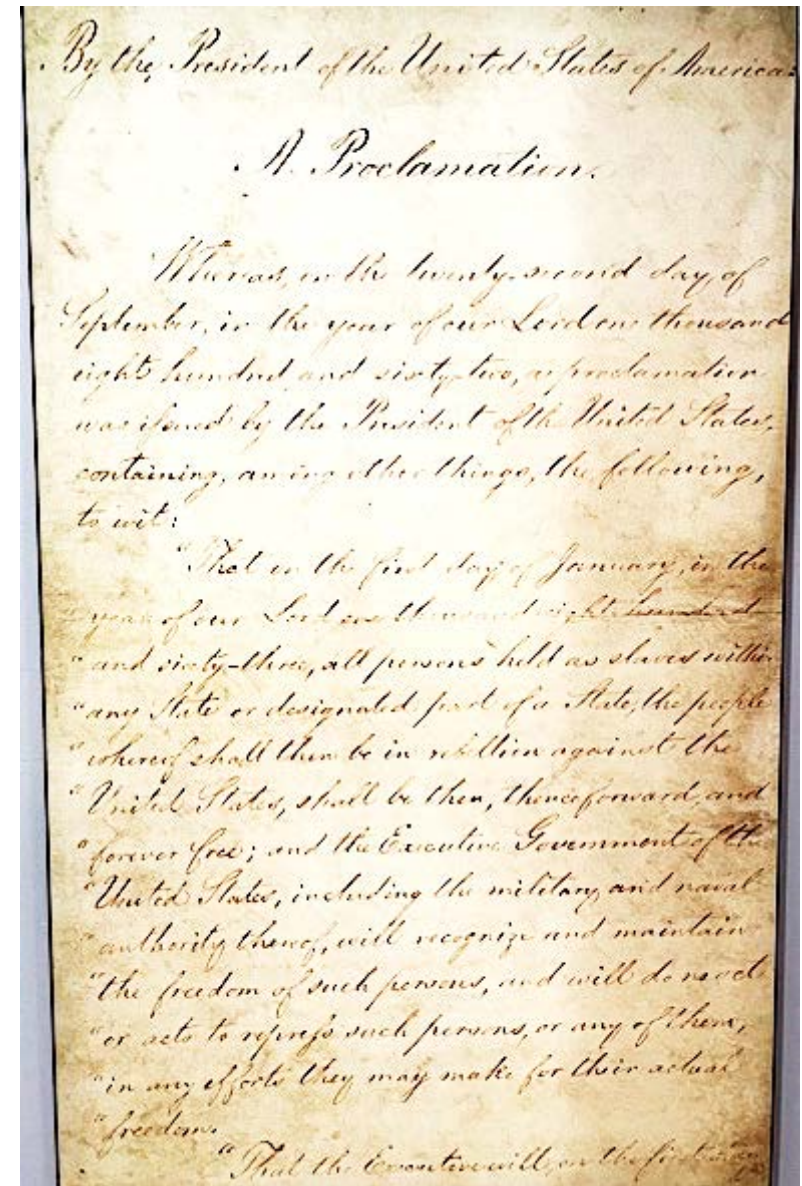 By the President of the United States of America:
A Proclamation.
Whereas, on the twenty-second day of
September, in the year of our Lord one thousand
eight hundred and sixty-two, a proclamation
was issued by the President of the United States,
containing, among other things, the following,
to wit:
"That on the first day of January, in the
"year of our Lord one thousand eight hundred
"and sixty-three, all persons held as slaves within
"any State or designated part of a State, the people
"whereof shall then be in rebellion against the
"United States, shall be then, thenceforward, and
"forever free; and the Executive Government of the
"United States, including the military and naval
"authority thereof, will recognize and maintain
"the freedom of such persons, and will do no act
"or acts to repress such persons, or any of them,
"in any efforts they may make for their actual
"freedom.
"That the Executive will, on the first day